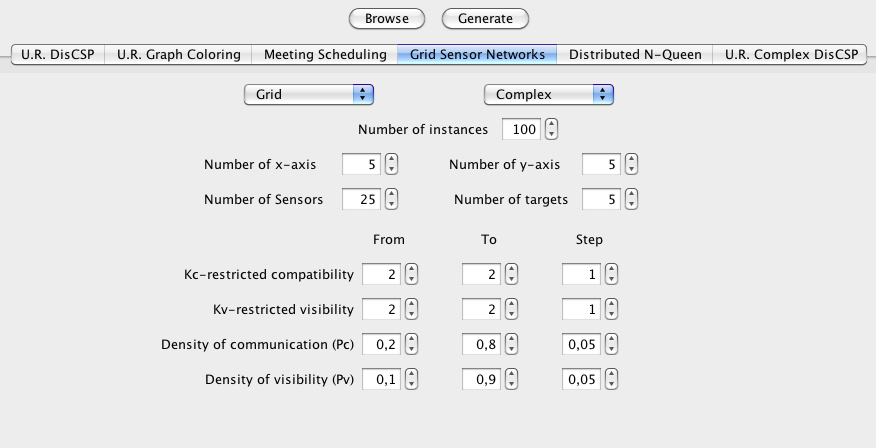 Browse Generate
U.R. DisCSP U.R. Graph Coloring Meeting Scheduling Grid Sensor Networks Distributed N-Queen U.R. Complex DisCSP
Grid Complex
Number of instances 100
Number of x-axis 5 Number of y-axis 5
Number of Sensors 25 Number of targets 5
From To Step
Kc-restricted compatibility 2 2 1
Kv-restricted visibility 2 2 1
Density of communication (Pc) 0,2 0,8 0,05
Density of visibility (Pv) 0,1 0,9 0,05